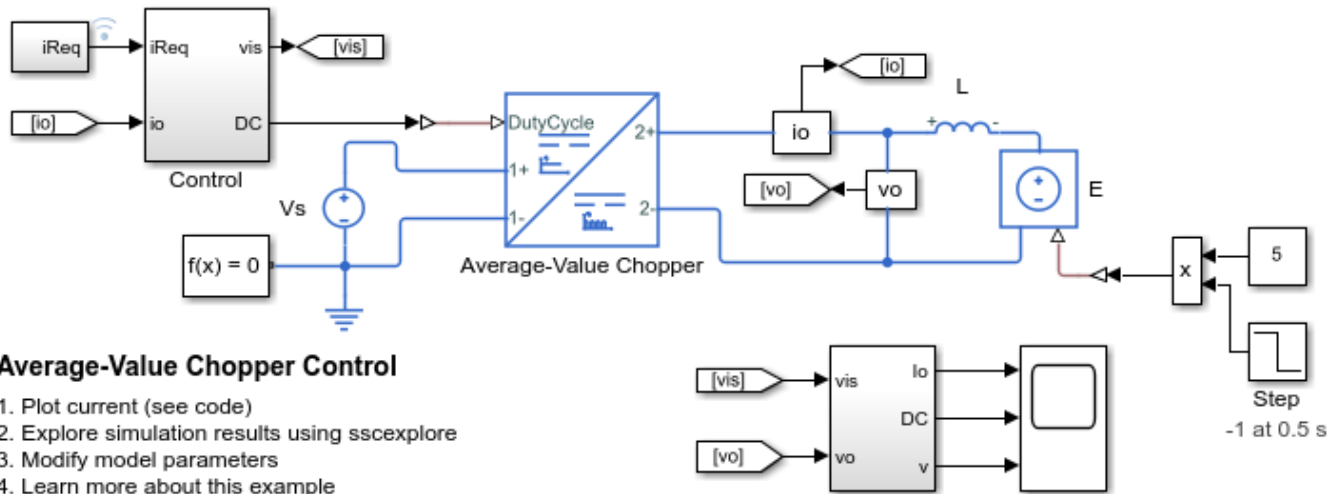 iReq
iReq
vis
[vis]
[io]
io
DC
Control
DutyCycle
1+
1-
2+
2-
Average-Value Chopper
Vs
f(x) = 0
[io]
io
[vo]
vo
L
+
-
E
x
5
Step
-1 at 0.5 s
Average-Value Chopper Control
1. Plot current (see code)
2. Explore simulation results using sscexplore
3. Modify model parameters
4. Learn more about this example
[vis]
vis
Io
DC
[vo]
vo
v